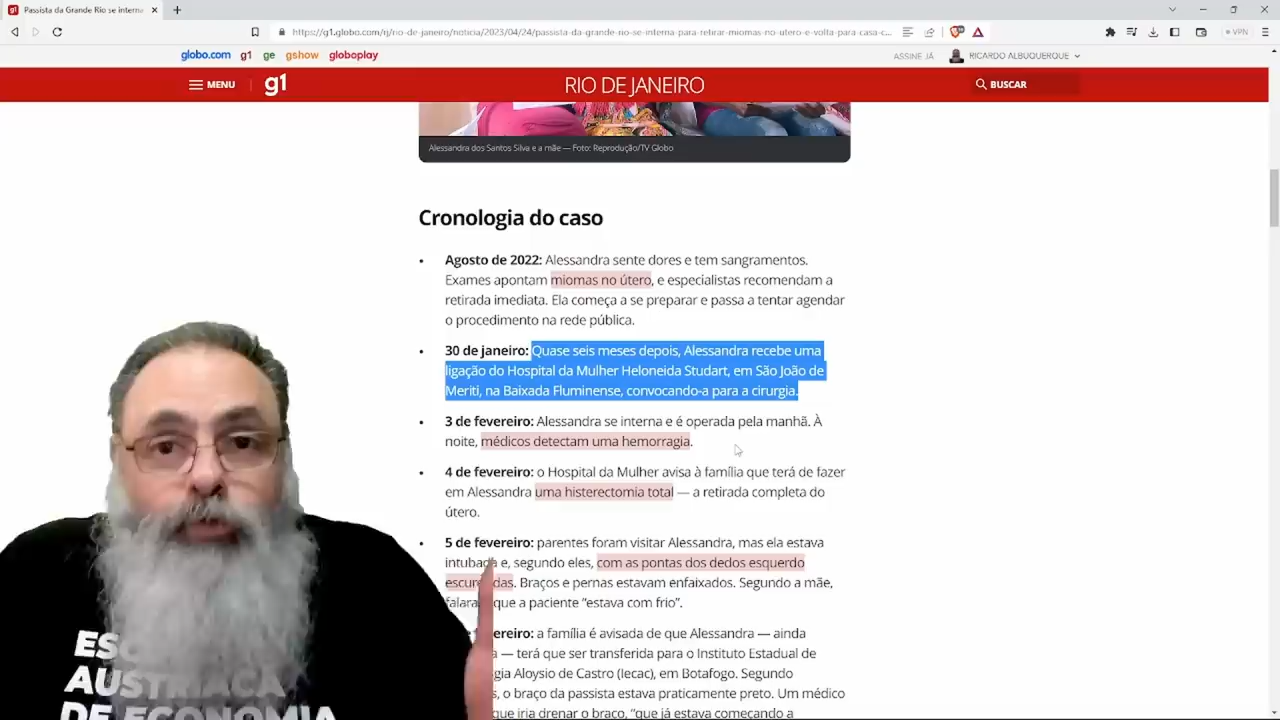 Passista da Grande Rio se interna
https://g1.globo.com/rj/rio-de-janeiro/noticia/2023/04/24/passista-da-grande-rio-se-interna-para-retirar-miomas-no-utero-e-volta-para-casa-c...
VPN
globo.com g1 ge gshow globoplay
ASSINE JÁ RICARDO ALBUQUERQUE
MENU g1 RIO DE JANEIRO BUSCAR
Alessandra dos Santos Silva e a mãe — Foto: Reprodução/TV Globo
Cronologia do caso
• Agosto de 2022: Alessandra sente dores e tem sangramentos.
Exames apontam miomas no útero, e especialistas recomendam a
retirada imediata. Ela começa a se preparar e passa a tentar agendar
o procedimento na rede pública.
• 30 de janeiro: Quase seis meses depois, Alessandra recebe uma
ligação do Hospital da Mulher Heloneida Studart, em São João de
Meriti, na Baixada Fluminense, convocando-a para a cirurgia.
• 3 de fevereiro: Alessandra se interna e é operada pela manhã. À
noite, médicos detectam uma hemorragia.
• 4 de fevereiro: o Hospital da Mulher avisa à família que terá de fazer
em Alessandra uma histerectomia total — a retirada completa do
útero.
• 5 de fevereiro: parentes foram visitar Alessandra, mas ela estava
intubada e, segundo eles, com as pontas dos dedos esquerdo
. Braços e pernas estavam enfaixados. Segundo a mãe,
que a paciente “estava com frio”.
: a família é avisada de que Alessandra — ainda
— terá que ser transferida para o Instituto Estadual de
Aloysio de Castro (Iecac), em Botafogo. Segundo
, o braço da passista estava praticamente preto. Um médico
que iria drenar o braço, “que já estava começando a
ESCOLA
AUSTRÍACA
DE ECONOMIA